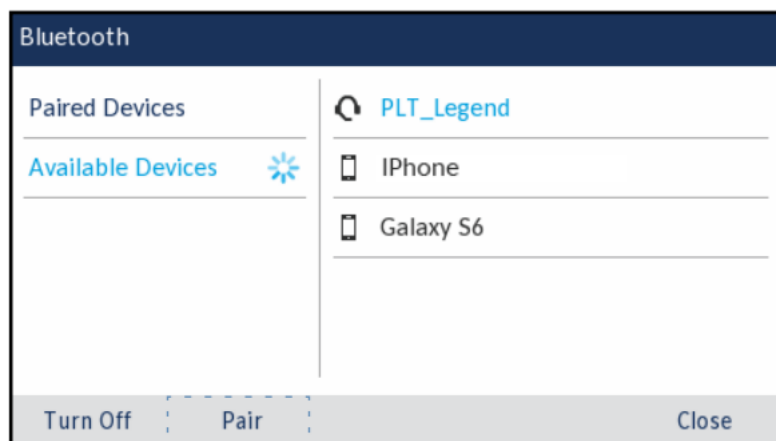 Bluetooth
Paired Devices
Available Devices
PLT_Legend
IPhone
Galaxy S6
Turn Off
Pair
Close